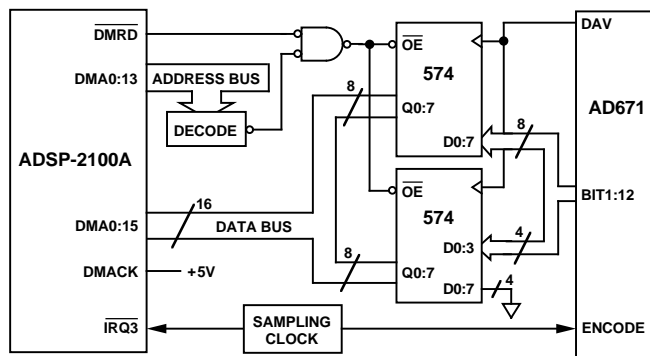 DMRD
DMA0:13
ADDRESS BUS
DECODE
ADSP-2100A
DMA0:15
16
DATA BUS
DMACK
+5V
IRQ3
SAMPLING
CLOCK
OE
574
Q0:7
D0:7
8
8
OE
574
D0:3
Q0:7
D0:7
8
4
4
DAV
AD671
BIT1:12
ENCODE